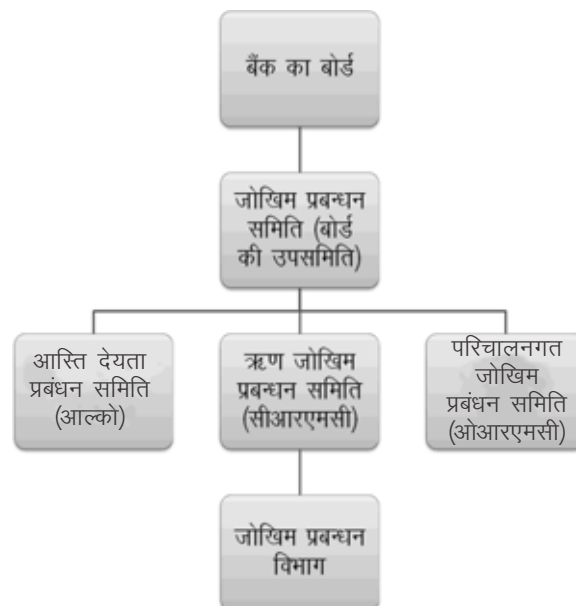 बैंक का बोर्ड
जोखिम प्रबन्धन
समिति (बोर्ड
की उपसमिति)
आस्ति देयता
प्रबंधन समिति
(आल्को)
ऋण जोखिम
प्रबन्धन समिति
(सीआरएमसी)
परिचालनगत
जोखिम
प्रबंधन समिति
(ओआरएमसी)
जोखिम प्रबन्धन
विभाग